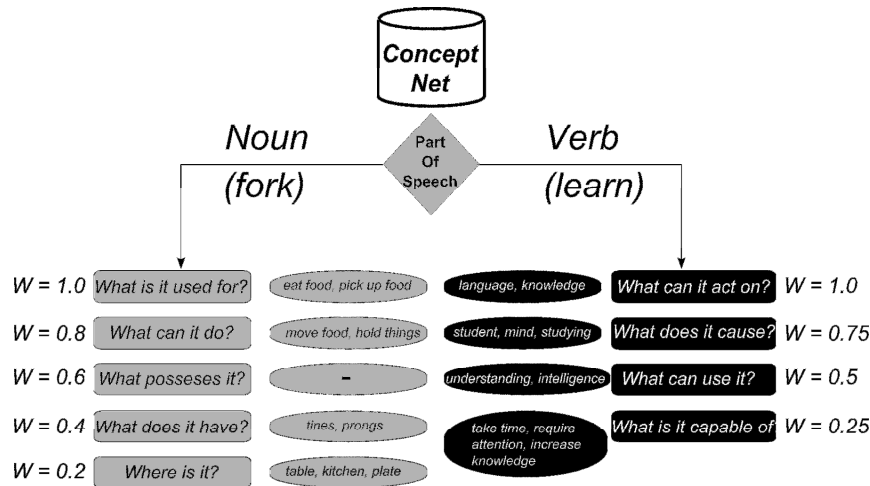 Concept
Net
Part
Of
Speech
Noun
(fork)
Verb
(learn)
W = 1.0 What is it used for? eat food, pick up food language, knowledge What can it act on? W = 1.0
W = 0.8 What can it do? move food, hold things student, mind, studying What does it cause? W = 0.75
W = 0.6 What posseses it? - understanding, intelligence What can use it? W = 0.5
W = 0.4 What does it have? tines, prongs take time, require What is it capable of W = 0.25
attention, increase
knowledge
W = 0.2 Where is it? table, kitchen, plate